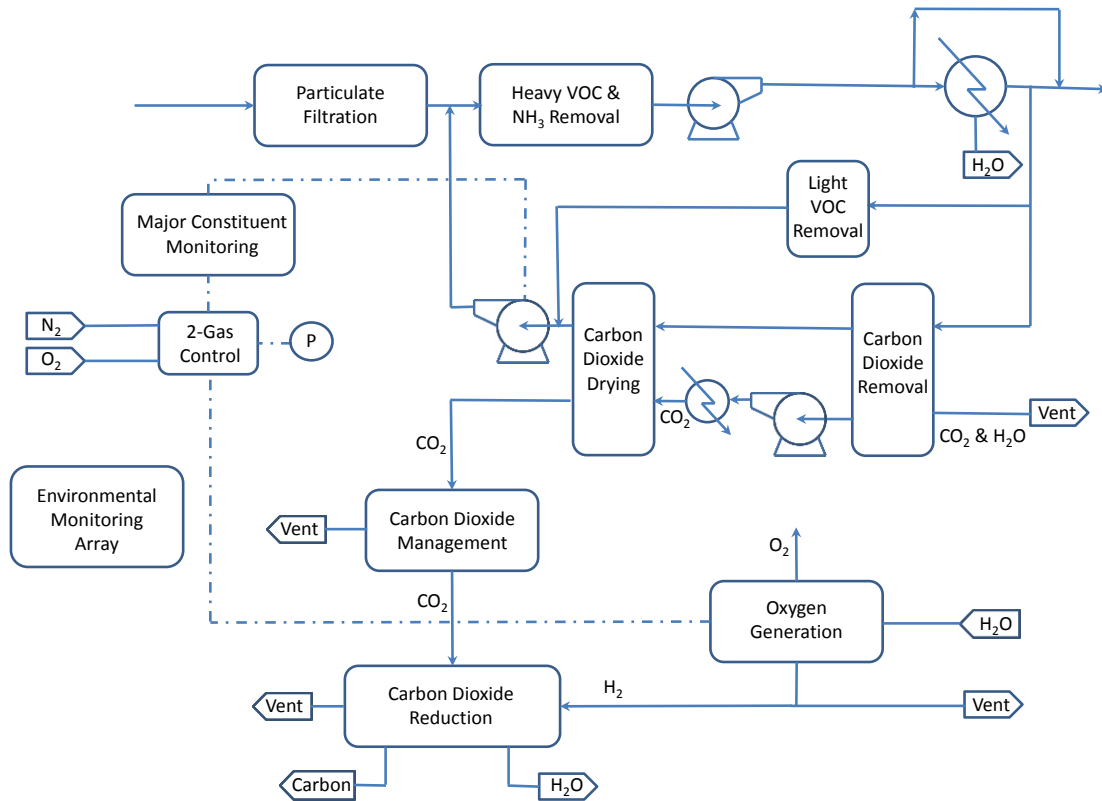 Particulate
Filtration
Heavy VOC &
NH₃ Removal
H₂O
Light
VOC
Removal
Major Constituent
Monitoring
N₂
O₂
2-Gas
Control
P
Carbon
Dioxide
Drying
Carbon
Dioxide
Removal
CO₂
Vent
CO₂ & H₂O
CO₂
Environmental
Monitoring
Array
Vent
Carbon Dioxide
Management
O₂
CO₂
Oxygen
Generation
H₂O
Vent
Carbon Dioxide
Reduction
H₂
Vent
Carbon
H₂O